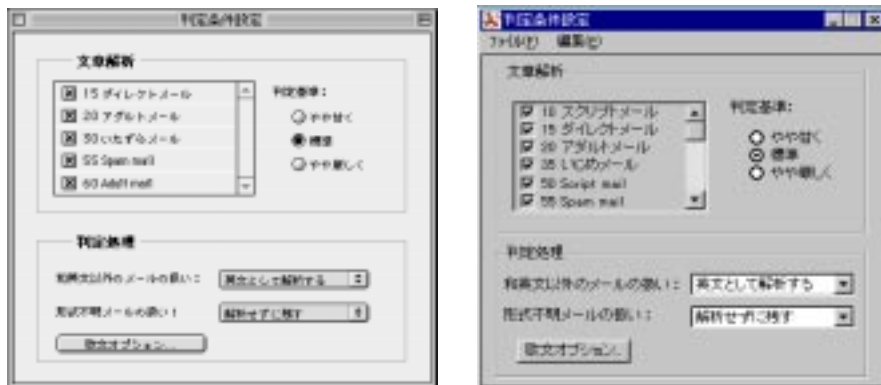 判定条件設定
文章解析
15 ダイレクトメール
20 アダルトメール
50 いたずらメール
55 Spam mail
60 Adult mail
判定基準：
やや甘く
標準
やや厳しく
判定処理
和英文以外のメールの扱い： 英文として解析する
形式不明メールの扱い： 解析せずに残す
欧文オプション...
判定条件設定
ファイル(F) 編集(E)
文章解析
10 スクリプトメール
15 ダイレクトメール
20 アダルトメール
35 いじめメール
50 Script mail
55 Spam mail
判定基準：
やや甘く
標準
やや厳しく
判定処理
和英文以外のメールの扱い： 英文として解析する
形式不明メールの扱い： 解析せずに残す
欧文オプション...